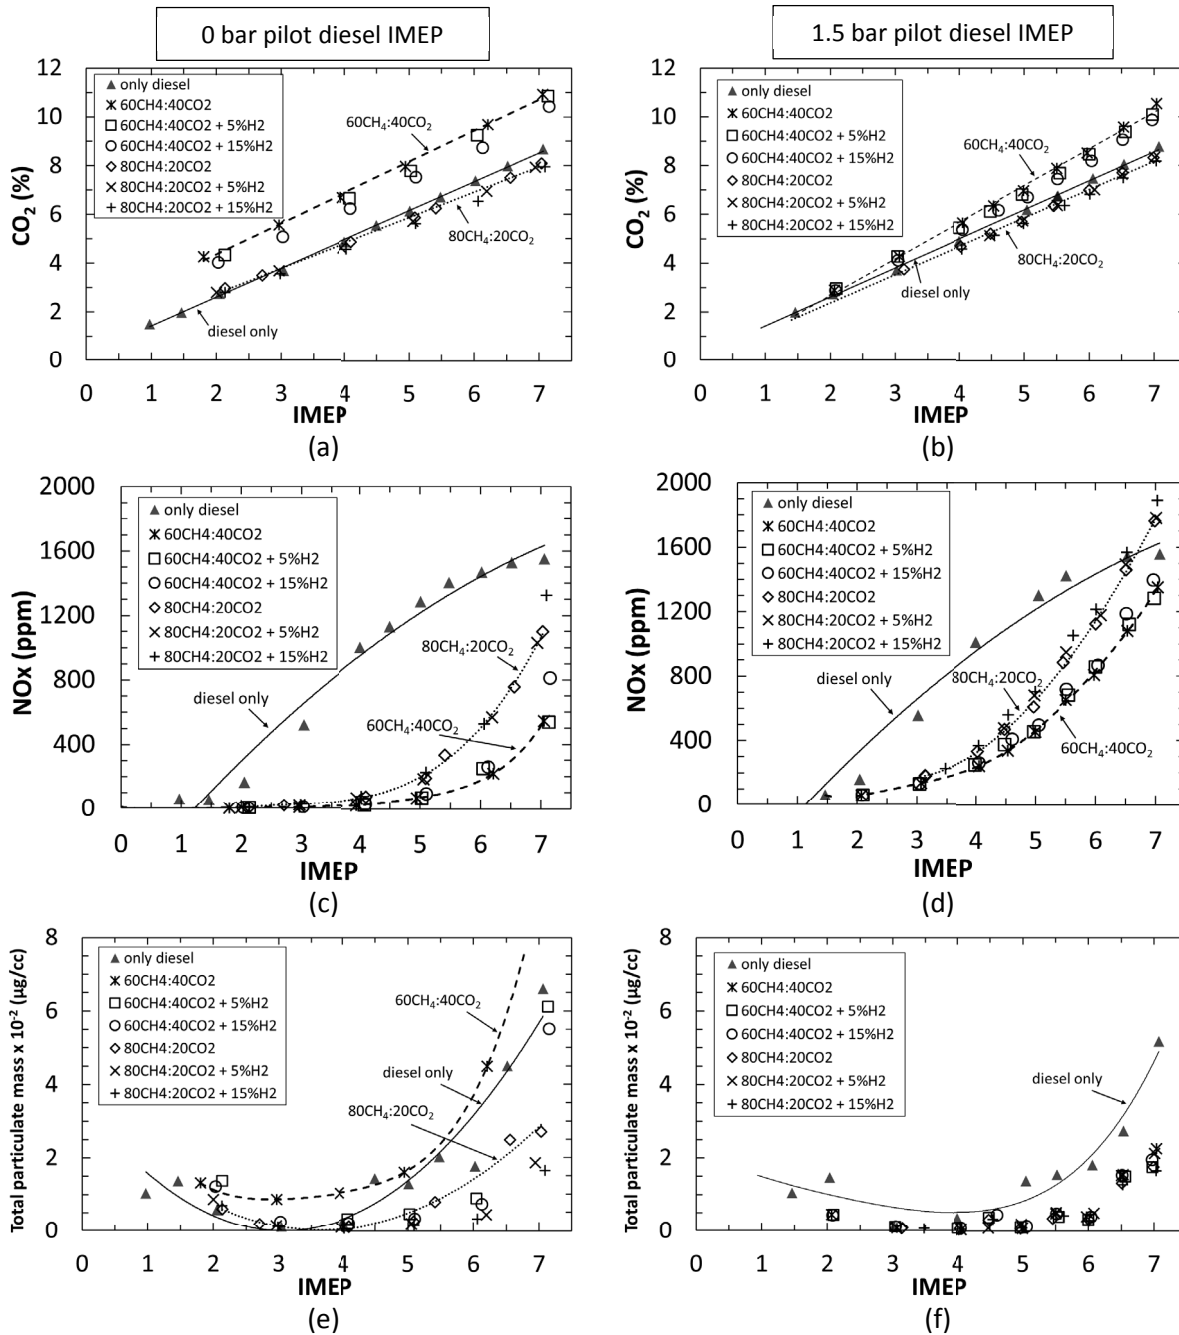 0 bar pilot diesel IMEP
1.5 bar pilot diesel IMEP
12
10
8
6
4
2
0
CO2 (%)
only diesel
60CH4:40CO2
60CH4:40CO2 + 5%H2
60CH4:40CO2 + 15%H2
80CH4:20CO2
80CH4:20CO2 + 5%H2
80CH4:20CO2 + 15%H2
60CH4:40CO2
80CH4:20CO2
diesel only
0 1 2 3 4 5 6 7
IMEP
(a)
12
10
8
6
4
2
0
CO2 (%)
only diesel
60CH4:40CO2
60CH4:40CO2 + 5%H2
60CH4:40CO2 + 15%H2
80CH4:20CO2
80CH4:20CO2 + 5%H2
80CH4:20CO2 + 15%H2
60CH4:40CO2
80CH4:20CO2
diesel only
0 1 2 3 4 5 6 7
IMEP
(b)
2000
1600
1200
800
400
0
NOx (ppm)
only diesel
60CH4:40CO2
60CH4:40CO2 + 5%H2
60CH4:40CO2 + 15%H2
80CH4:20CO2
80CH4:20CO2 + 5%H2
80CH4:20CO2 + 15%H2
80CH4:20CO2
diesel only
60CH4:40CO2
0 1 2 3 4 5 6 7
IMEP
(c)
2000
1600
1200
800
400
0
NOx (ppm)
only diesel
60CH4:40CO2
60CH4:40CO2 + 5%H2
60CH4:40CO2 + 15%H2
80CH4:20CO2
80CH4:20CO2 + 5%H2
80CH4:20CO2 + 15%H2
diesel only
80CH4:20CO2
60CH4:40CO2
0 1 2 3 4 5 6 7
IMEP
(d)
8
6
4
2
0
Total particulate mass x 10-2 (µg/cc)
only diesel
60CH4:40CO2
60CH4:40CO2 + 5%H2
60CH4:40CO2 + 15%H2
80CH4:20CO2
80CH4:20CO2 + 5%H2
80CH4:20CO2 + 15%H2
60CH4:40CO2
diesel only
80CH4:20CO2
0 1 2 3 4 5 6 7
IMEP
(e)
8
6
4
2
0
Total particulate mass x 10-2 (µg/cc)
only diesel
60CH4:40CO2
60CH4:40CO2 + 5%H2
60CH4:40CO2 + 15%H2
80CH4:20CO2
80CH4:20CO2 + 5%H2
80CH4:20CO2 + 15%H2
diesel only
0 1 2 3 4 5 6 7
IMEP
(f)